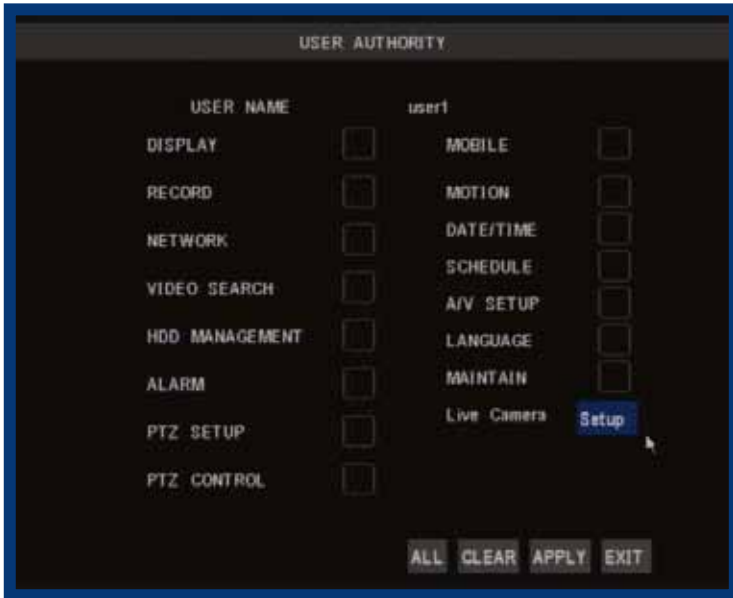 USER AUTHORITY
USER NAME user1
DISPLAY
RECORD
NETWORK
VIDEO SEARCH
HDD MANAGEMENT
ALARM
PTZ SETUP
PTZ CONTROL
MOBILE
MOTION
DATE/TIME
SCHEDULE
A/V SETUP
LANGUAGE
MAINTAIN
Live Camera Setup
ALL CLEAR APPLY EXIT